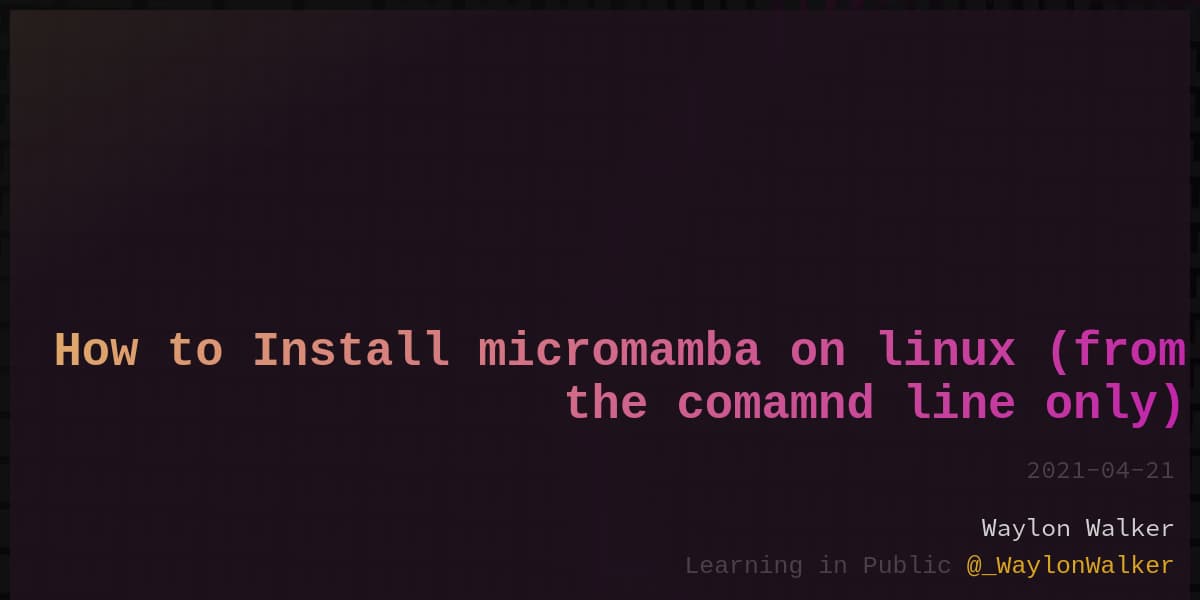 How to Install micromamba on linux (from
the comamnd line only)
2021-04-21
Waylon Walker
Learning in Public @_WaylonWalker